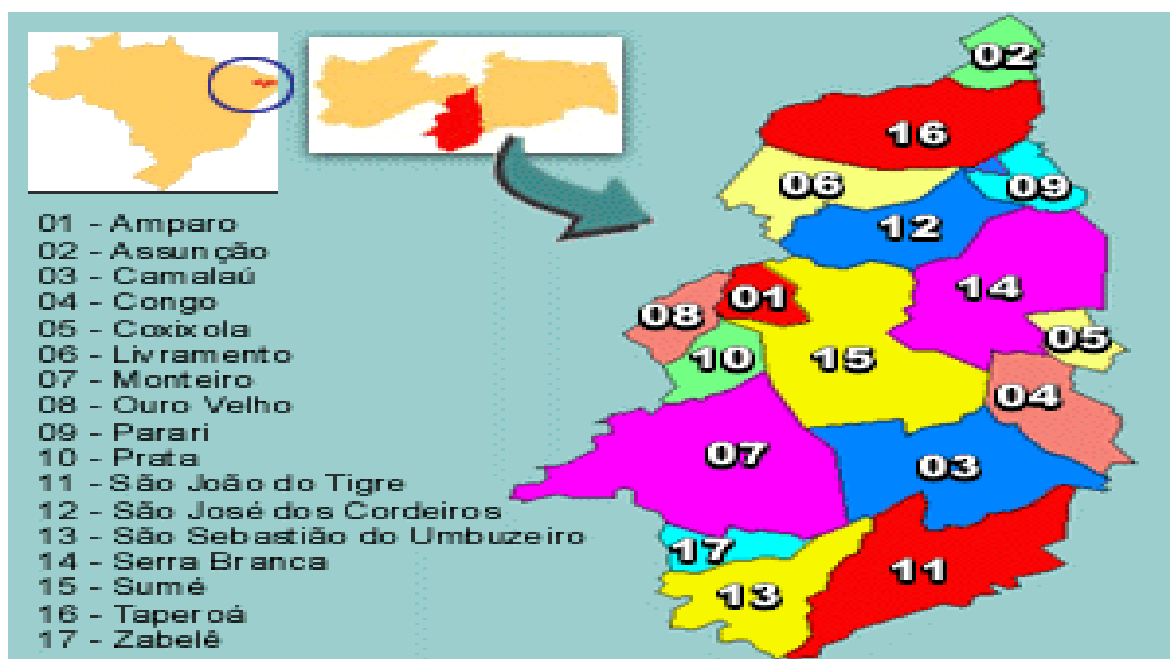 01 - Amparo
02 - Assunção
03 - Camalaú
04 - Congo
05 - Coxixola
06 - Livramento
07 - Monteiro
08 - Ouro Velho
09 - Parari
10 - Prata
11 - São João do Tigre
12 - São José dos Cordeiros
13 - São Sebastião do Umbuzeiro
14 - Serra Branca
15 - Sumé
16 - Taperoá
17 - Zabelê
02
16
06
09
12
14
01
08
05
10
15
04
07
03
17
11
13